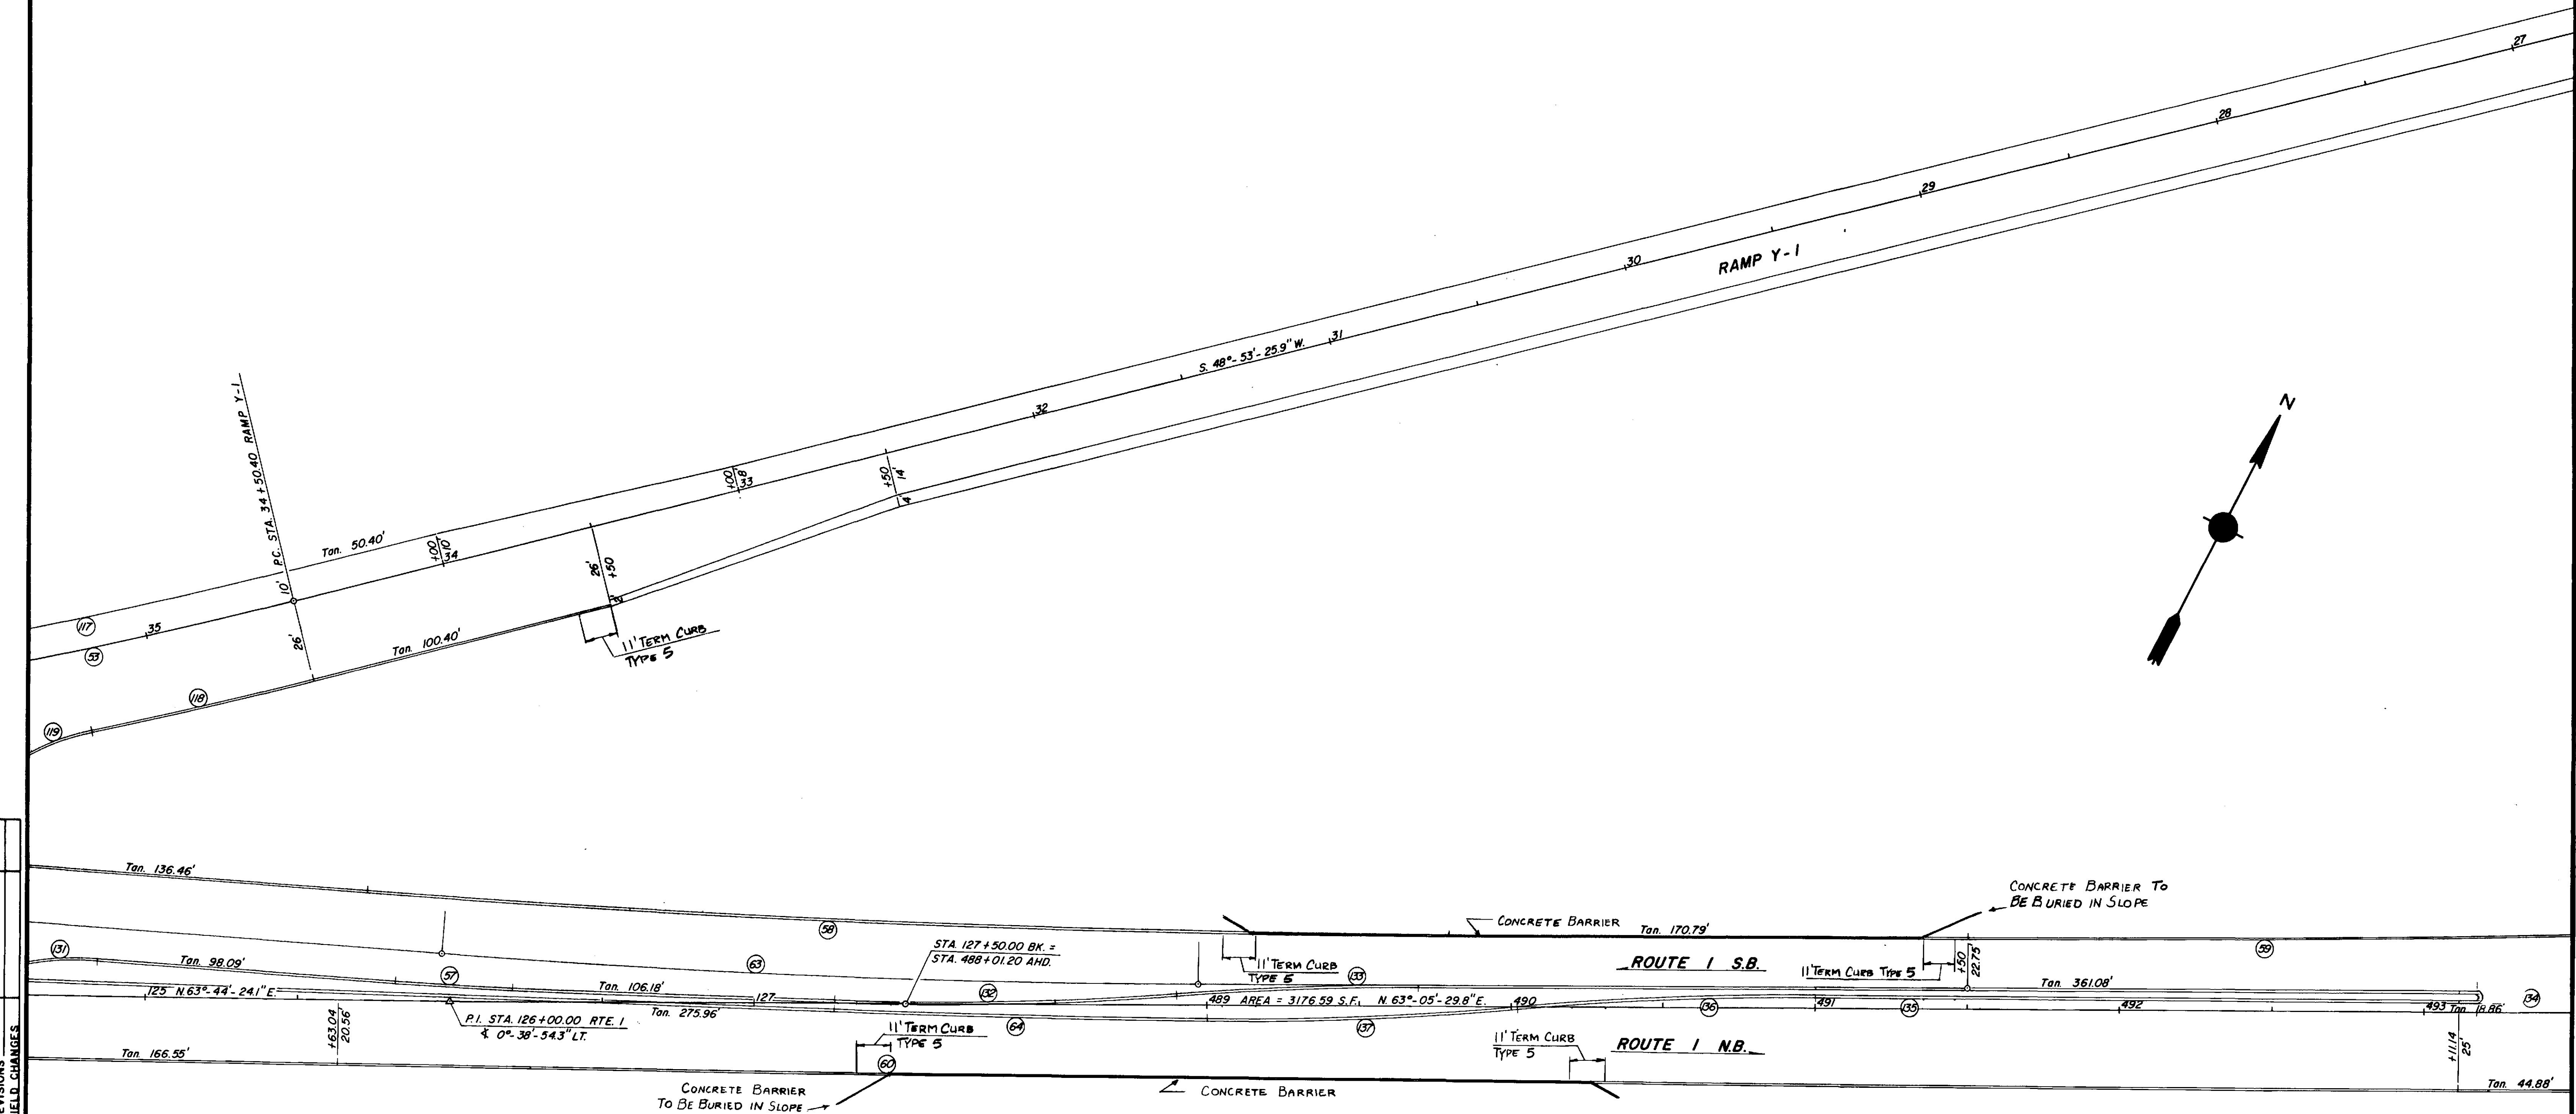 27
28
29
30
RAMP Y-1
31
S. 48°-53'-25.9" W.
32
N
P.C. STA. 34+50.40 RAMP Y-1
+00
8'
33
+50
14'
4'
Tan. 50.40'
+00
34
10'
26'
+50
2'
117
35
53
26'
Tan. 100.40'
11' TERM CURB
TYPE 5
118
119
Tan. 136.46'
58
CONCRETE BARRIER
Tan. 170.79'
CONCRETE BARRIER TO
BE BURIED IN SLOPE
59
131
Tan. 98.09'
57
63
STA. 127+50.00 BK. =
STA. 488+01.20 AHD.
11' TERM CURB
TYPE 5
133
ROUTE 1 S.B.
11' TERM CURB TYPE 5
+50
22.75'
Tan. 361.08'
125 N.63°-44'-24.1" E.
Tan. 106.18'
127
132
489 AREA = 3176.59 S.F. N. 63°-05'-29.8" E.
490
136
491
135
492
493
Tan. 18.86'
134
+63.04
20.56'
P.I. STA. 126+00.00 RTE. 1
∡ 0°-38'-54.3" LT.
Tan. 275.96'
11' TERM CURB
TYPE 5
64
137
11' TERM CURB
TYPE 5
ROUTE 1 N.B.
+11.14
25'
Tan. 166.55'
60
CONCRETE BARRIER
TO BE BURIED IN SLOPE
CONCRETE BARRIER
Tan. 44.88'
FIELD CHANGES